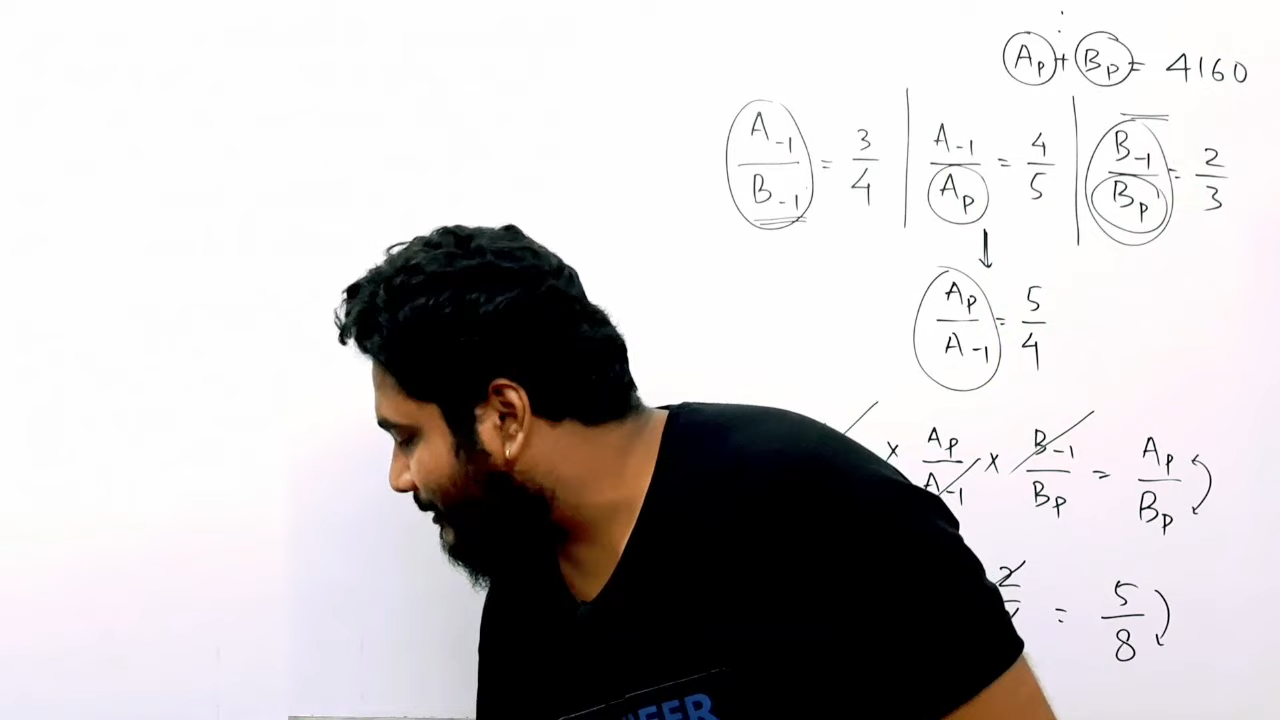 Ap + Bp = 4160
A-1 / B-1 = 3/4 | A-1 / Ap = 4/5 | B-1 / Bp = 2/3
↓
Ap / A-1 = 5/4
x Ap / A-1 x B-1 / Bp = Ap / Bp
2 = 5/8